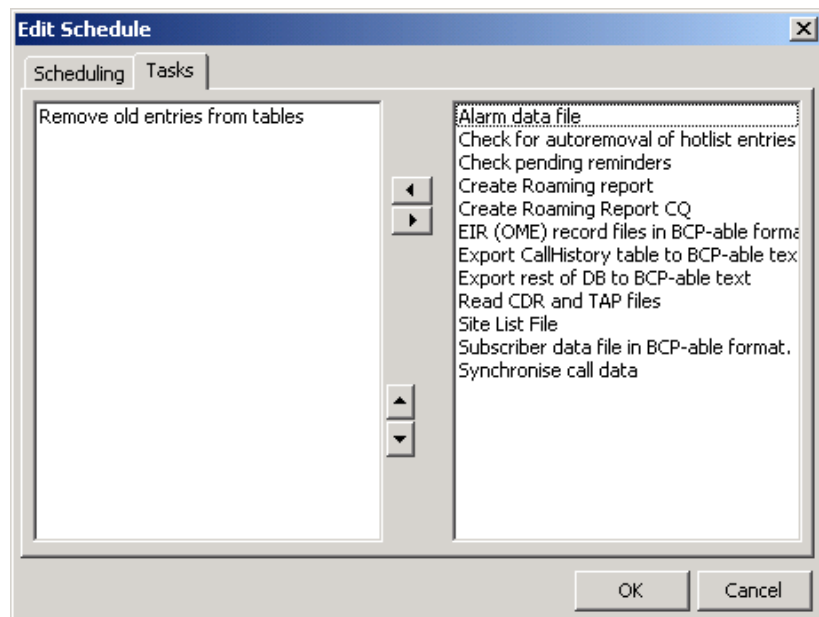 Edit Schedule
Scheduling
Tasks
Remove old entries from tables
Alarm data file
Check for autoremoval of hotlist entries
Check pending reminders
Create Roaming report
Create Roaming Report CQ
EIR (OME) record files in BCP-able forma
Export CallHistory table to BCP-able tex
Export rest of DB to BCP-able text
Read CDR and TAP files
Site List File
Subscriber data file in BCP-able format.
Synchronise call data
OK
Cancel